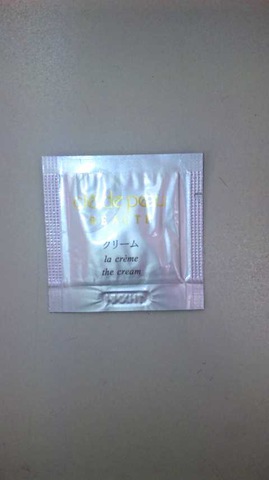 clé de peau
BEAUTÉ
クリーム
la crème
the cream